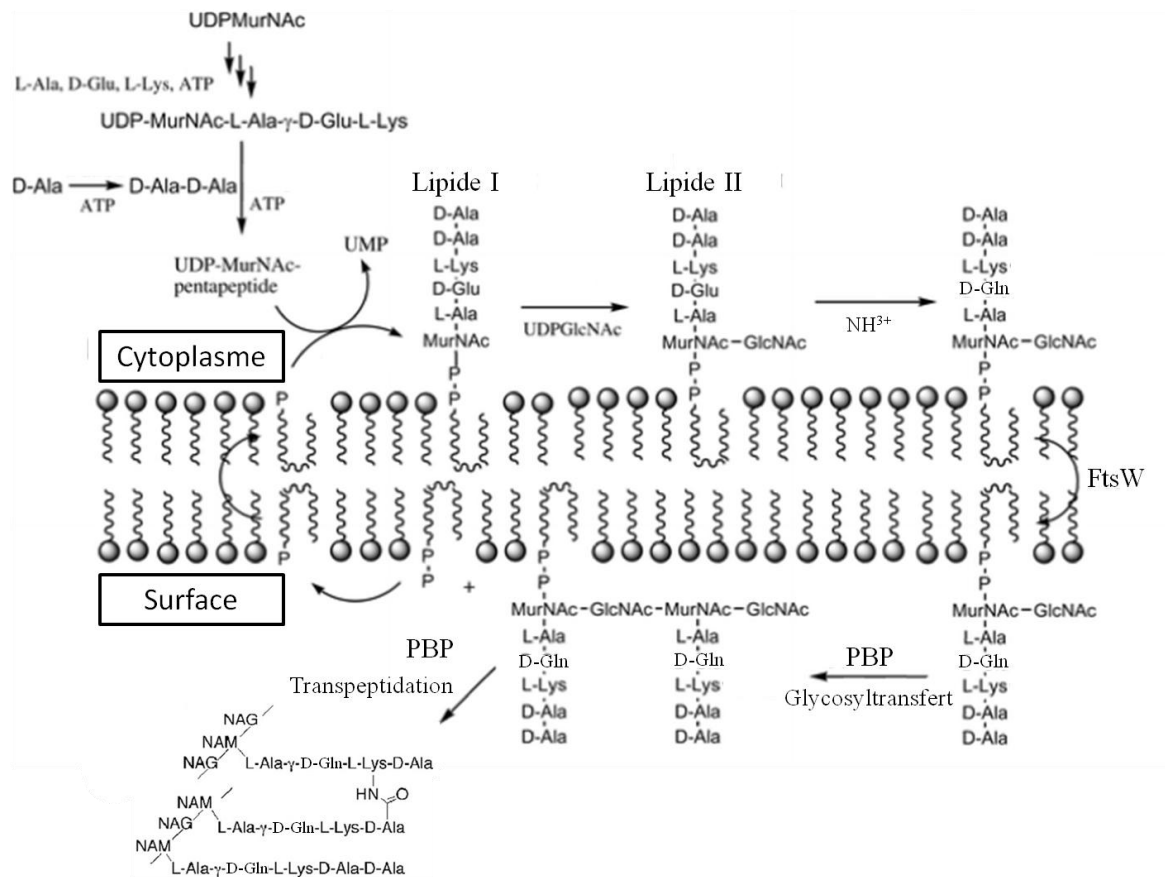 UDPMurNAc
L-Ala, D-Glu, L-Lys, ATP
UDP-MurNAc-L-Ala-γ-D-Glu-L-Lys
D-Ala
ATP
D-Ala-D-Ala
ATP
UDP-MurNAc-
pentapeptide
UMP
Lipide I
D-Ala
D-Ala
L-Lys
D-Glu
L-Ala
MurNAc
P
P
UDPGlcNAc
Lipide II
D-Ala
D-Ala
L-Lys
D-Glu
L-Ala
MurNAc-GlcNAc
P
P
NH3+
D-Ala
D-Ala
L-Lys
D-Gln
L-Ala
MurNAc-GlcNAc
P
P
Cytoplasme
P
FtsW
P
Surface
P
P
+
P
P
MurNAc-GlcNAc-MurNAc-GlcNAc
L-Ala
D-Gln
L-Lys
D-Ala
D-Ala
L-Ala
D-Gln
L-Lys
D-Ala
D-Ala
P
P
MurNAc-GlcNAc
L-Ala
D-Gln
L-Lys
D-Ala
D-Ala
PBP
Glycosyltransfert
PBP
Transpeptidation
NAG
NAM
NAG
L-Ala-γ-D-Gln-L-Lys-D-Ala
HN
O
NAM
NAG
NAM
L-Ala-γ-D-Gln-L-Lys-D-Ala
L-Ala-γ-D-Gln-L-Lys-D-Ala-D-Ala